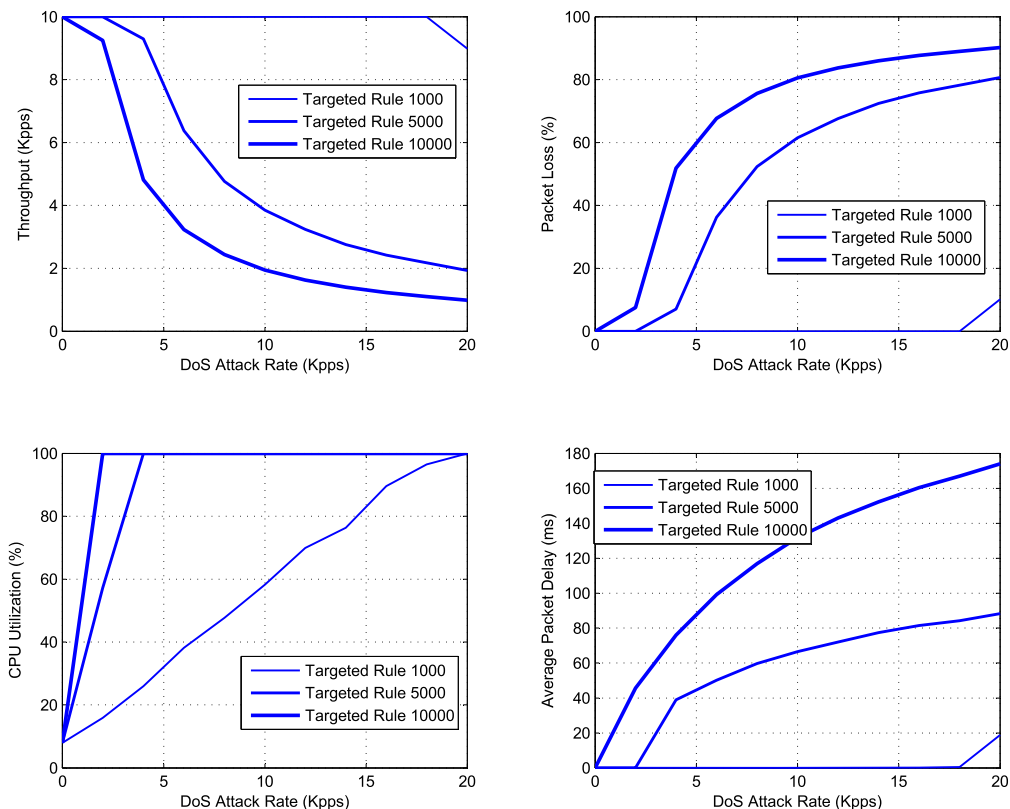 10
8
6
4
2
0
Throughput (Kpps)
Targeted Rule 1000
Targeted Rule 5000
Targeted Rule 10000
0 5 10 15 20
DoS Attack Rate (Kpps)
100
80
60
40
20
0
Packet Loss (%)
Targeted Rule 1000
Targeted Rule 5000
Targeted Rule 10000
0 5 10 15 20
DoS Attack Rate (Kpps)
100
80
60
40
20
0
CPU Utilization (%)
Targeted Rule 1000
Targeted Rule 5000
Targeted Rule 10000
0 5 10 15 20
DoS Attack Rate (Kpps)
180
160
140
120
100
80
60
40
20
0
Average Packet Delay (ms)
Targeted Rule 1000
Targeted Rule 5000
Targeted Rule 10000
0 5 10 15 20
DoS Attack Rate (Kpps)